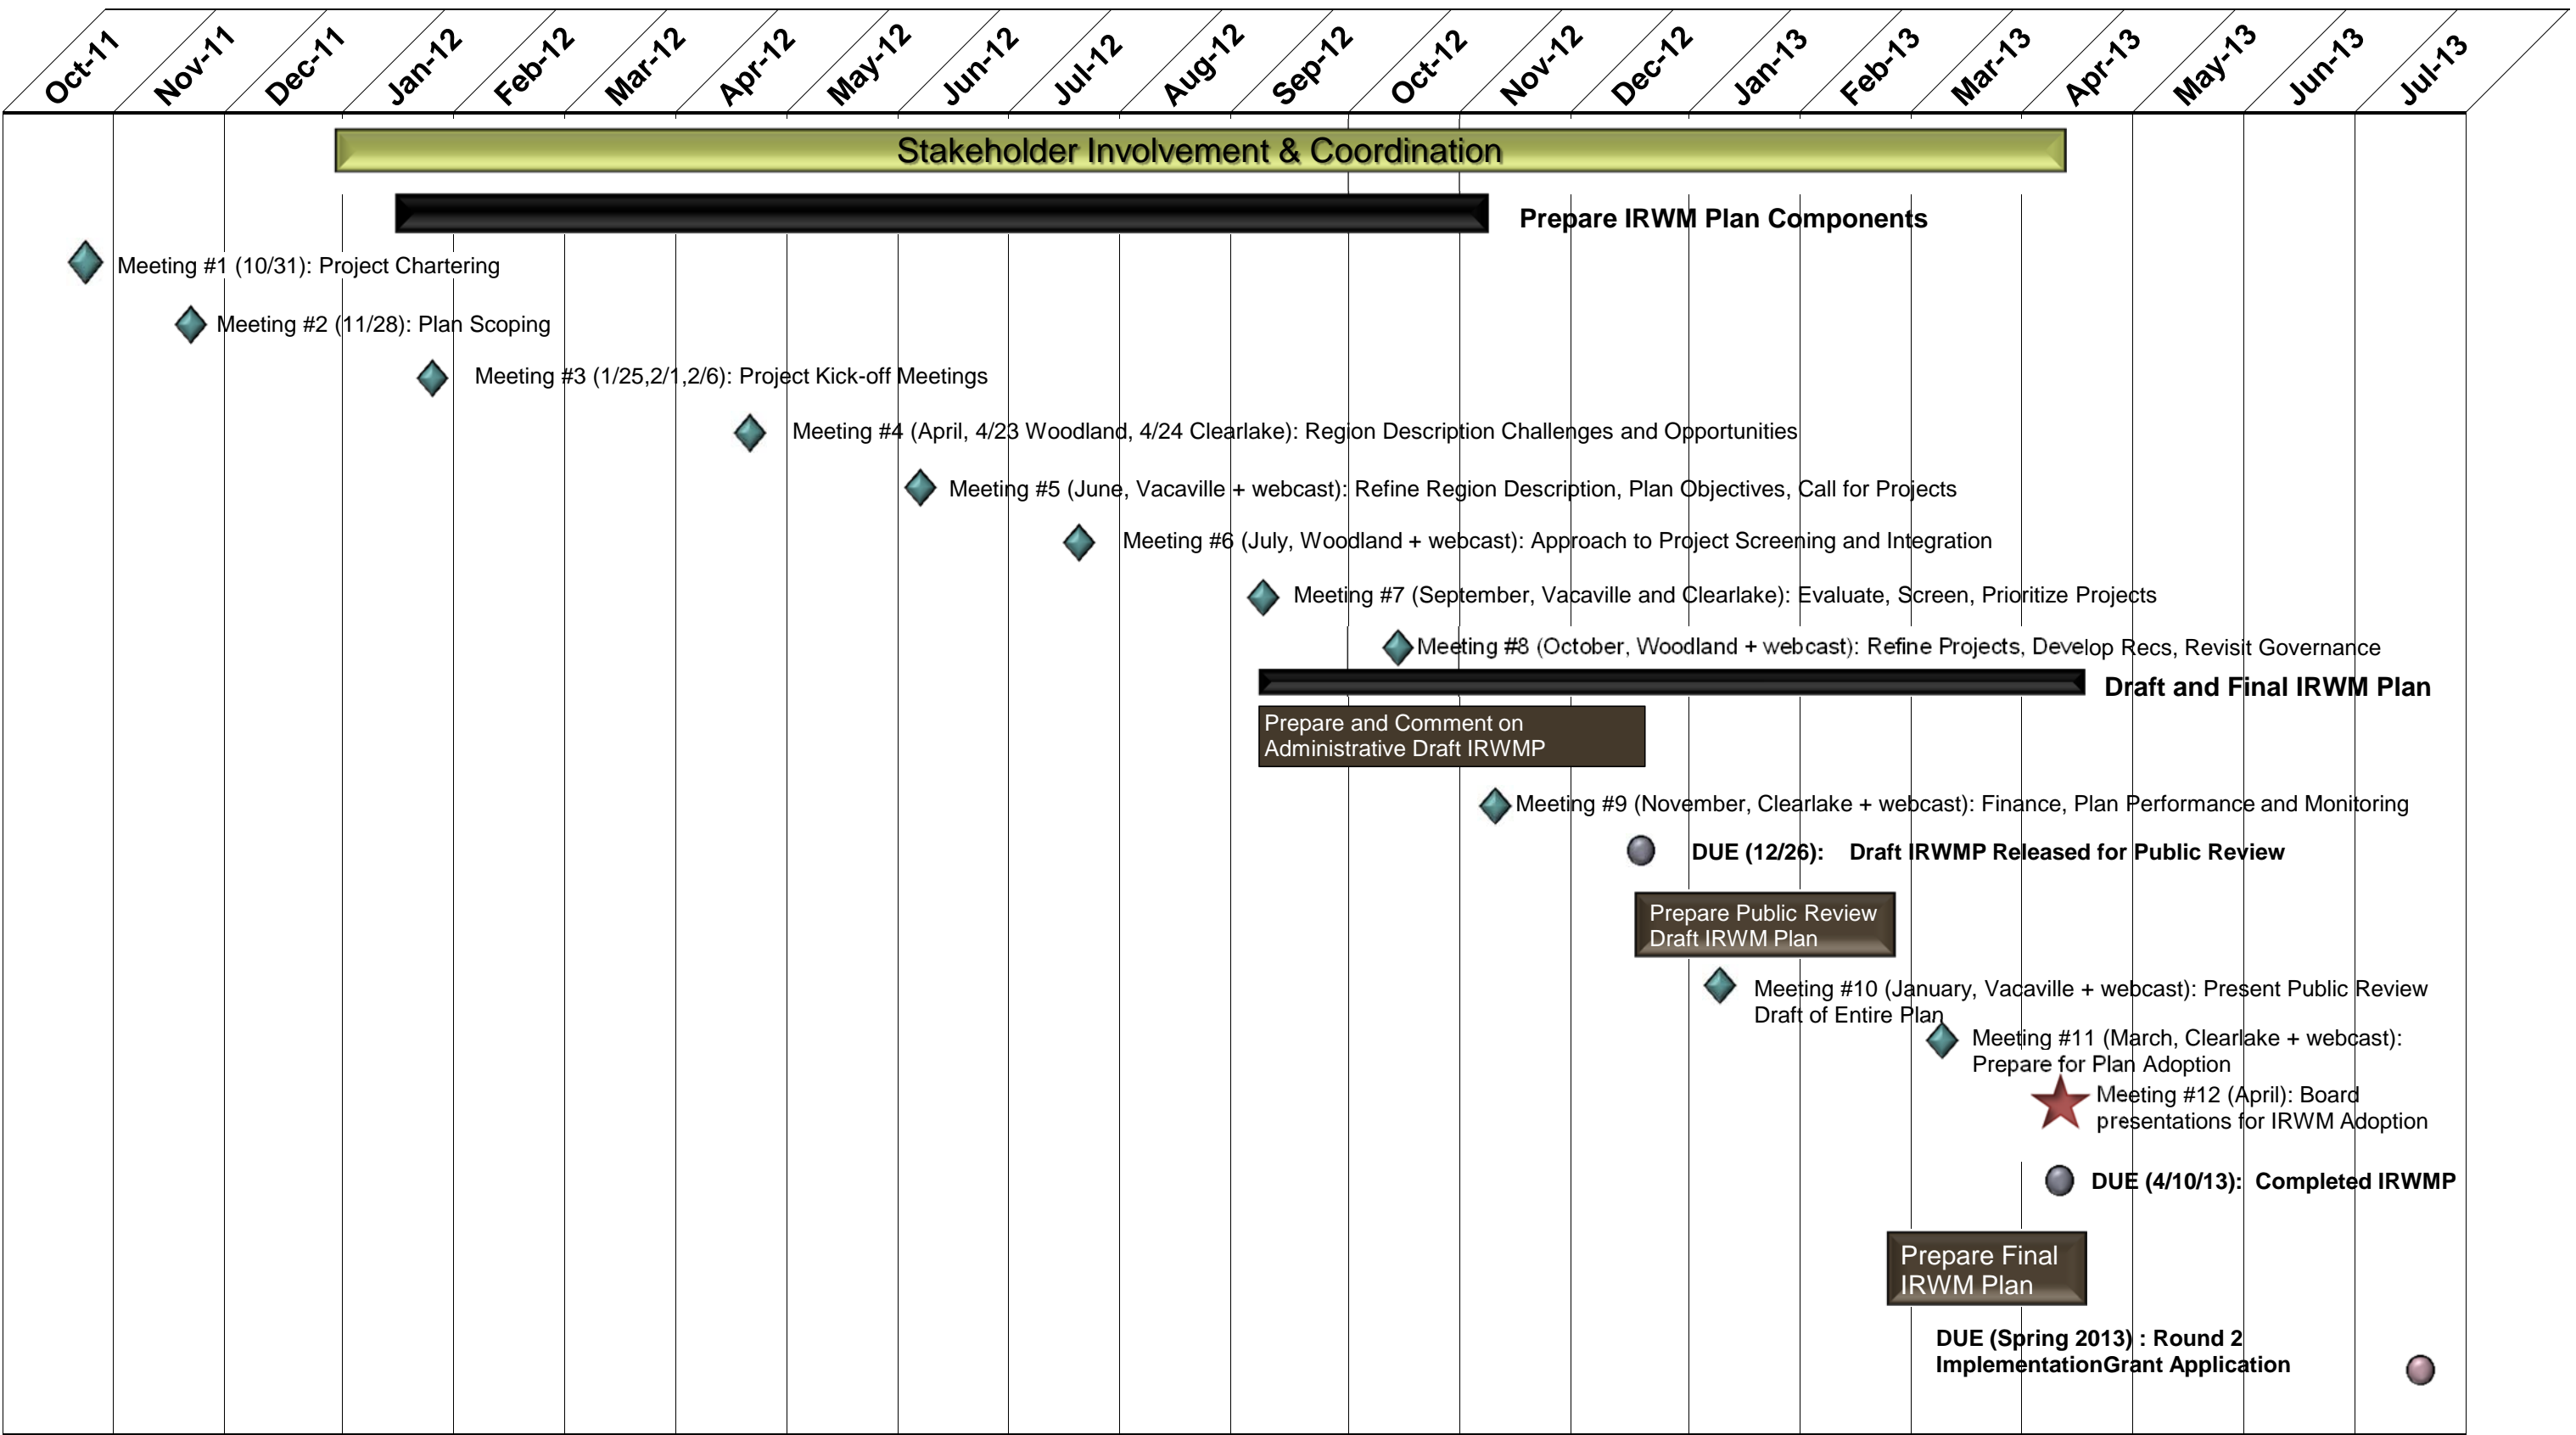 Oct-11
Nov-11
Dec-11
Jan-12
Feb-12
Mar-12
Apr-12
May-12
Jun-12
Jul-12
Aug-12
Sep-12
Oct-12
Nov-12
Dec-12
Jan-13
Feb-13
Mar-13
Apr-13
May-13
Jun-13
Jul-13
Stakeholder Involvement & Coordination
Prepare IRWM Plan Components
Meeting #1 (10/31): Project Chartering
Meeting #2 (11/28): Plan Scoping
Meeting #3 (1/25,2/1,2/6): Project Kick-off Meetings
Meeting #4 (April, 4/23 Woodland, 4/24 Clearlake): Region Description Challenges and Opportunities
Meeting #5 (June, Vacaville + webcast): Refine Region Description, Plan Objectives, Call for Projects
Meeting #6 (July, Woodland + webcast): Approach to Project Screening and Integration
Meeting #7 (September, Vacaville and Clearlake): Evaluate, Screen, Prioritize Projects
Meeting #8 (October, Woodland + webcast): Refine Projects, Develop Recs, Revisit Governance
Draft and Final IRWM Plan
Prepare and Comment on
Administrative Draft IRWMP
Meeting #9 (November, Clearlake + webcast): Finance, Plan Performance and Monitoring
DUE (12/26): Draft IRWMP Released for Public Review
Prepare Public Review
Draft IRWM Plan
Meeting #10 (January, Vacaville + webcast): Present Public Review
Draft of Entire Plan
Meeting #11 (March, Clearlake + webcast):
Prepare for Plan Adoption
Meeting #12 (April): Board
presentations for IRWM Adoption
DUE (4/10/13): Completed IRWMP
Prepare Final
IRWM Plan
DUE (Spring 2013) : Round 2
ImplementationGrant Application